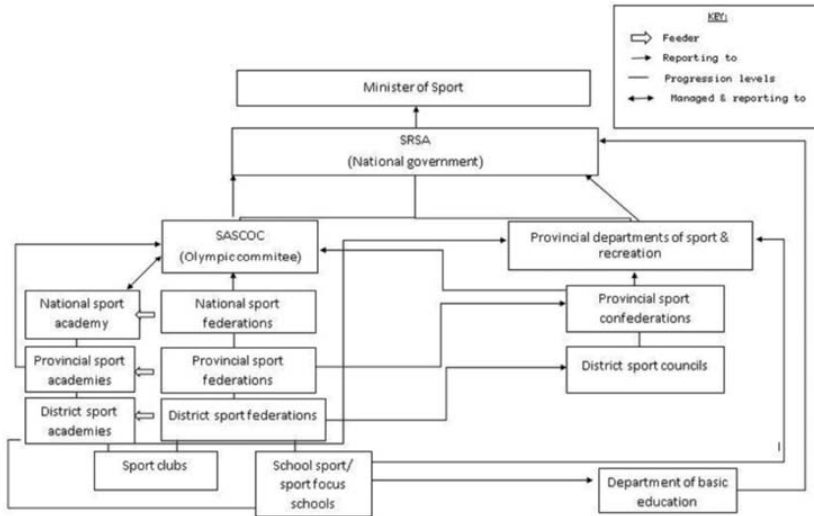 KEY:
Feeder
Reporting to
Progression levels
Managed & reporting to
Minister of Sport
SRSA
(National government)
SASCOC
(Olympic commitee)
Provincial departments of sport &
recreation
National sport
academy
National sport
federations
Provincial sport
confederations
Provincial sport
academies
Provincial sport
federations
District sport councils
District sport
academies
District sport federations
Sport clubs
School sport/
sport focus
schools
Department of basic
education